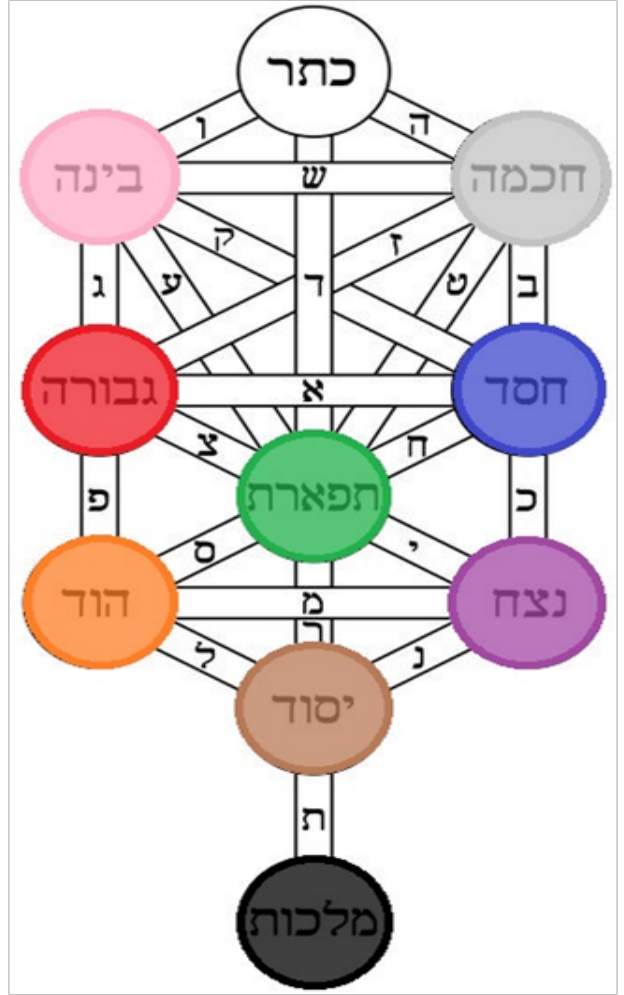 כתר
ה
ו
חכמה
ש
בינה
ז
ק
ב
ט
ד
ע
ג
חסד
א
גבורה
ח
צ
תפארת
כ
פ
י
ס
נצח
מ
הוד
ר
נ
ל
יסוד
ת
מלכות